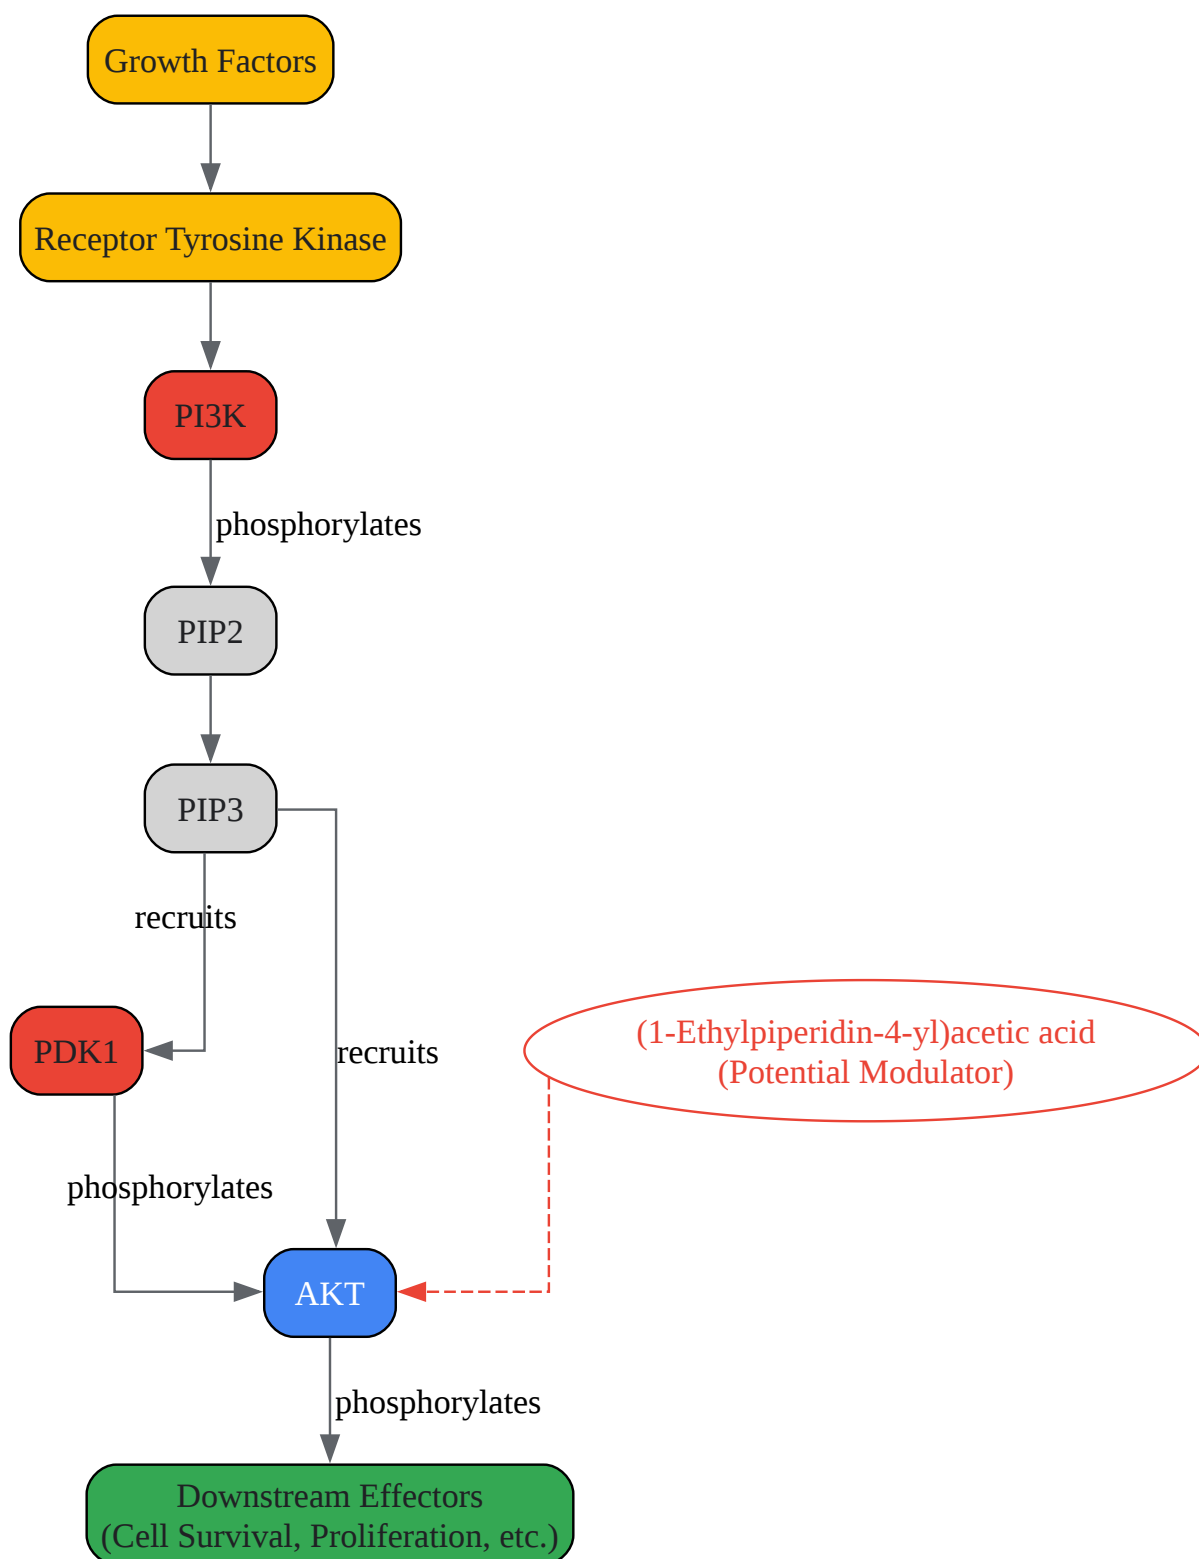 Growth Factors
Receptor Tyrosine Kinase
PI3K
phosphorylates
PIP2
PIP3
recruits
PDK1
recruits
(1-Ethylpiperidin-4-yl)acetic acid
(Potential Modulator)
phosphorylates
AKT
phosphorylates
Downstream Effectors
(Cell Survival, Proliferation, etc.)